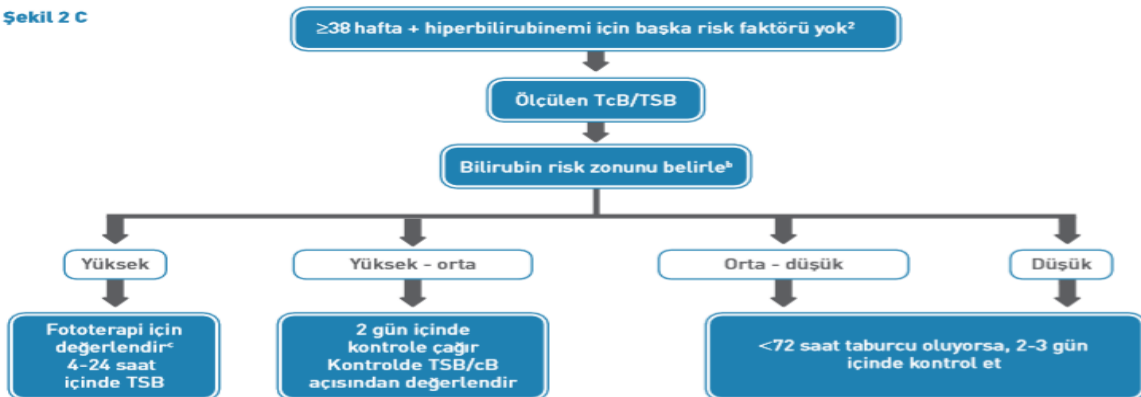 Şekil 2 C
≥38 hafta + hiperbilirubinemi için başka risk faktörü yok²
Ölçülen TcB/TSB
Bilirubin risk zonunu belirleᵇ
Yüksek
Yüksek - orta
Orta - düşük
Düşük
Fototerapi için
değerlendirᶜ
4-24 saat
içinde TSB
2 gün içinde
kontrole çağır
Kontrolde TSB/cB
açısından değerlendir
<72 saat taburcu oluyorsa, 2-3 gün
içinde kontrol et